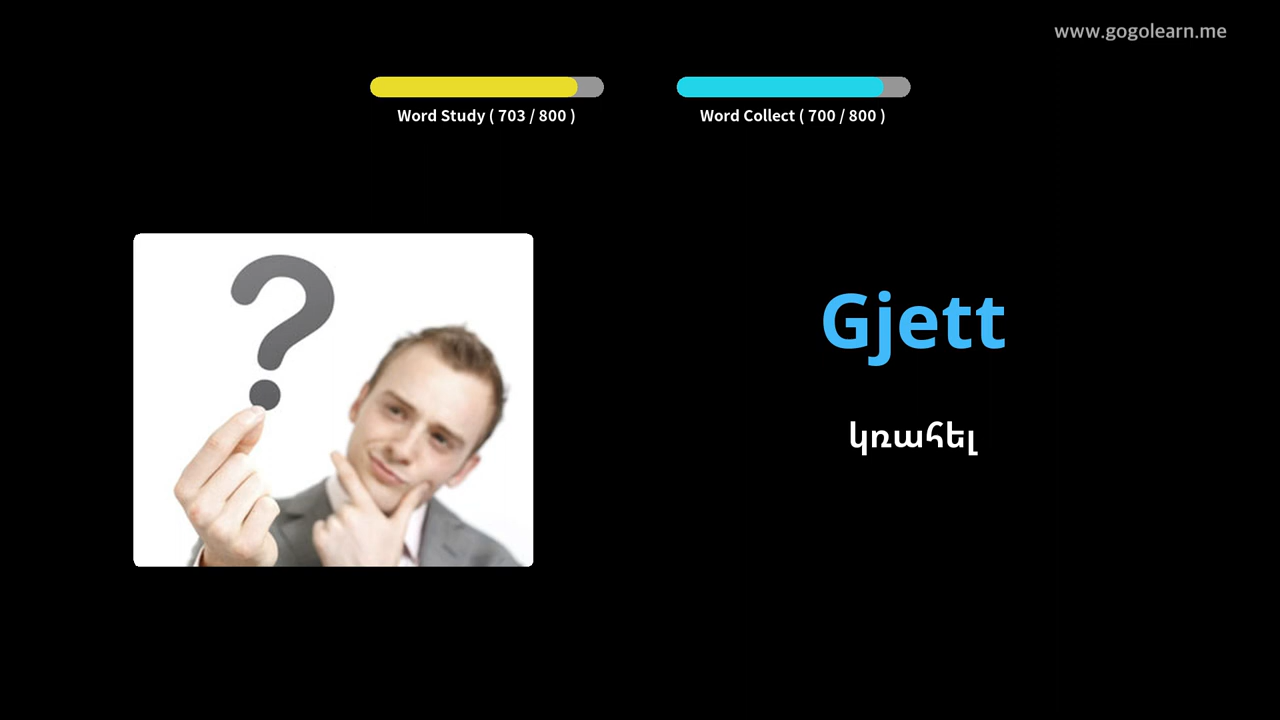 www.gogolearn.me
Word Study ( 703 / 800 )
Word Collect ( 700 / 800 )
?
Gjett
կռահել